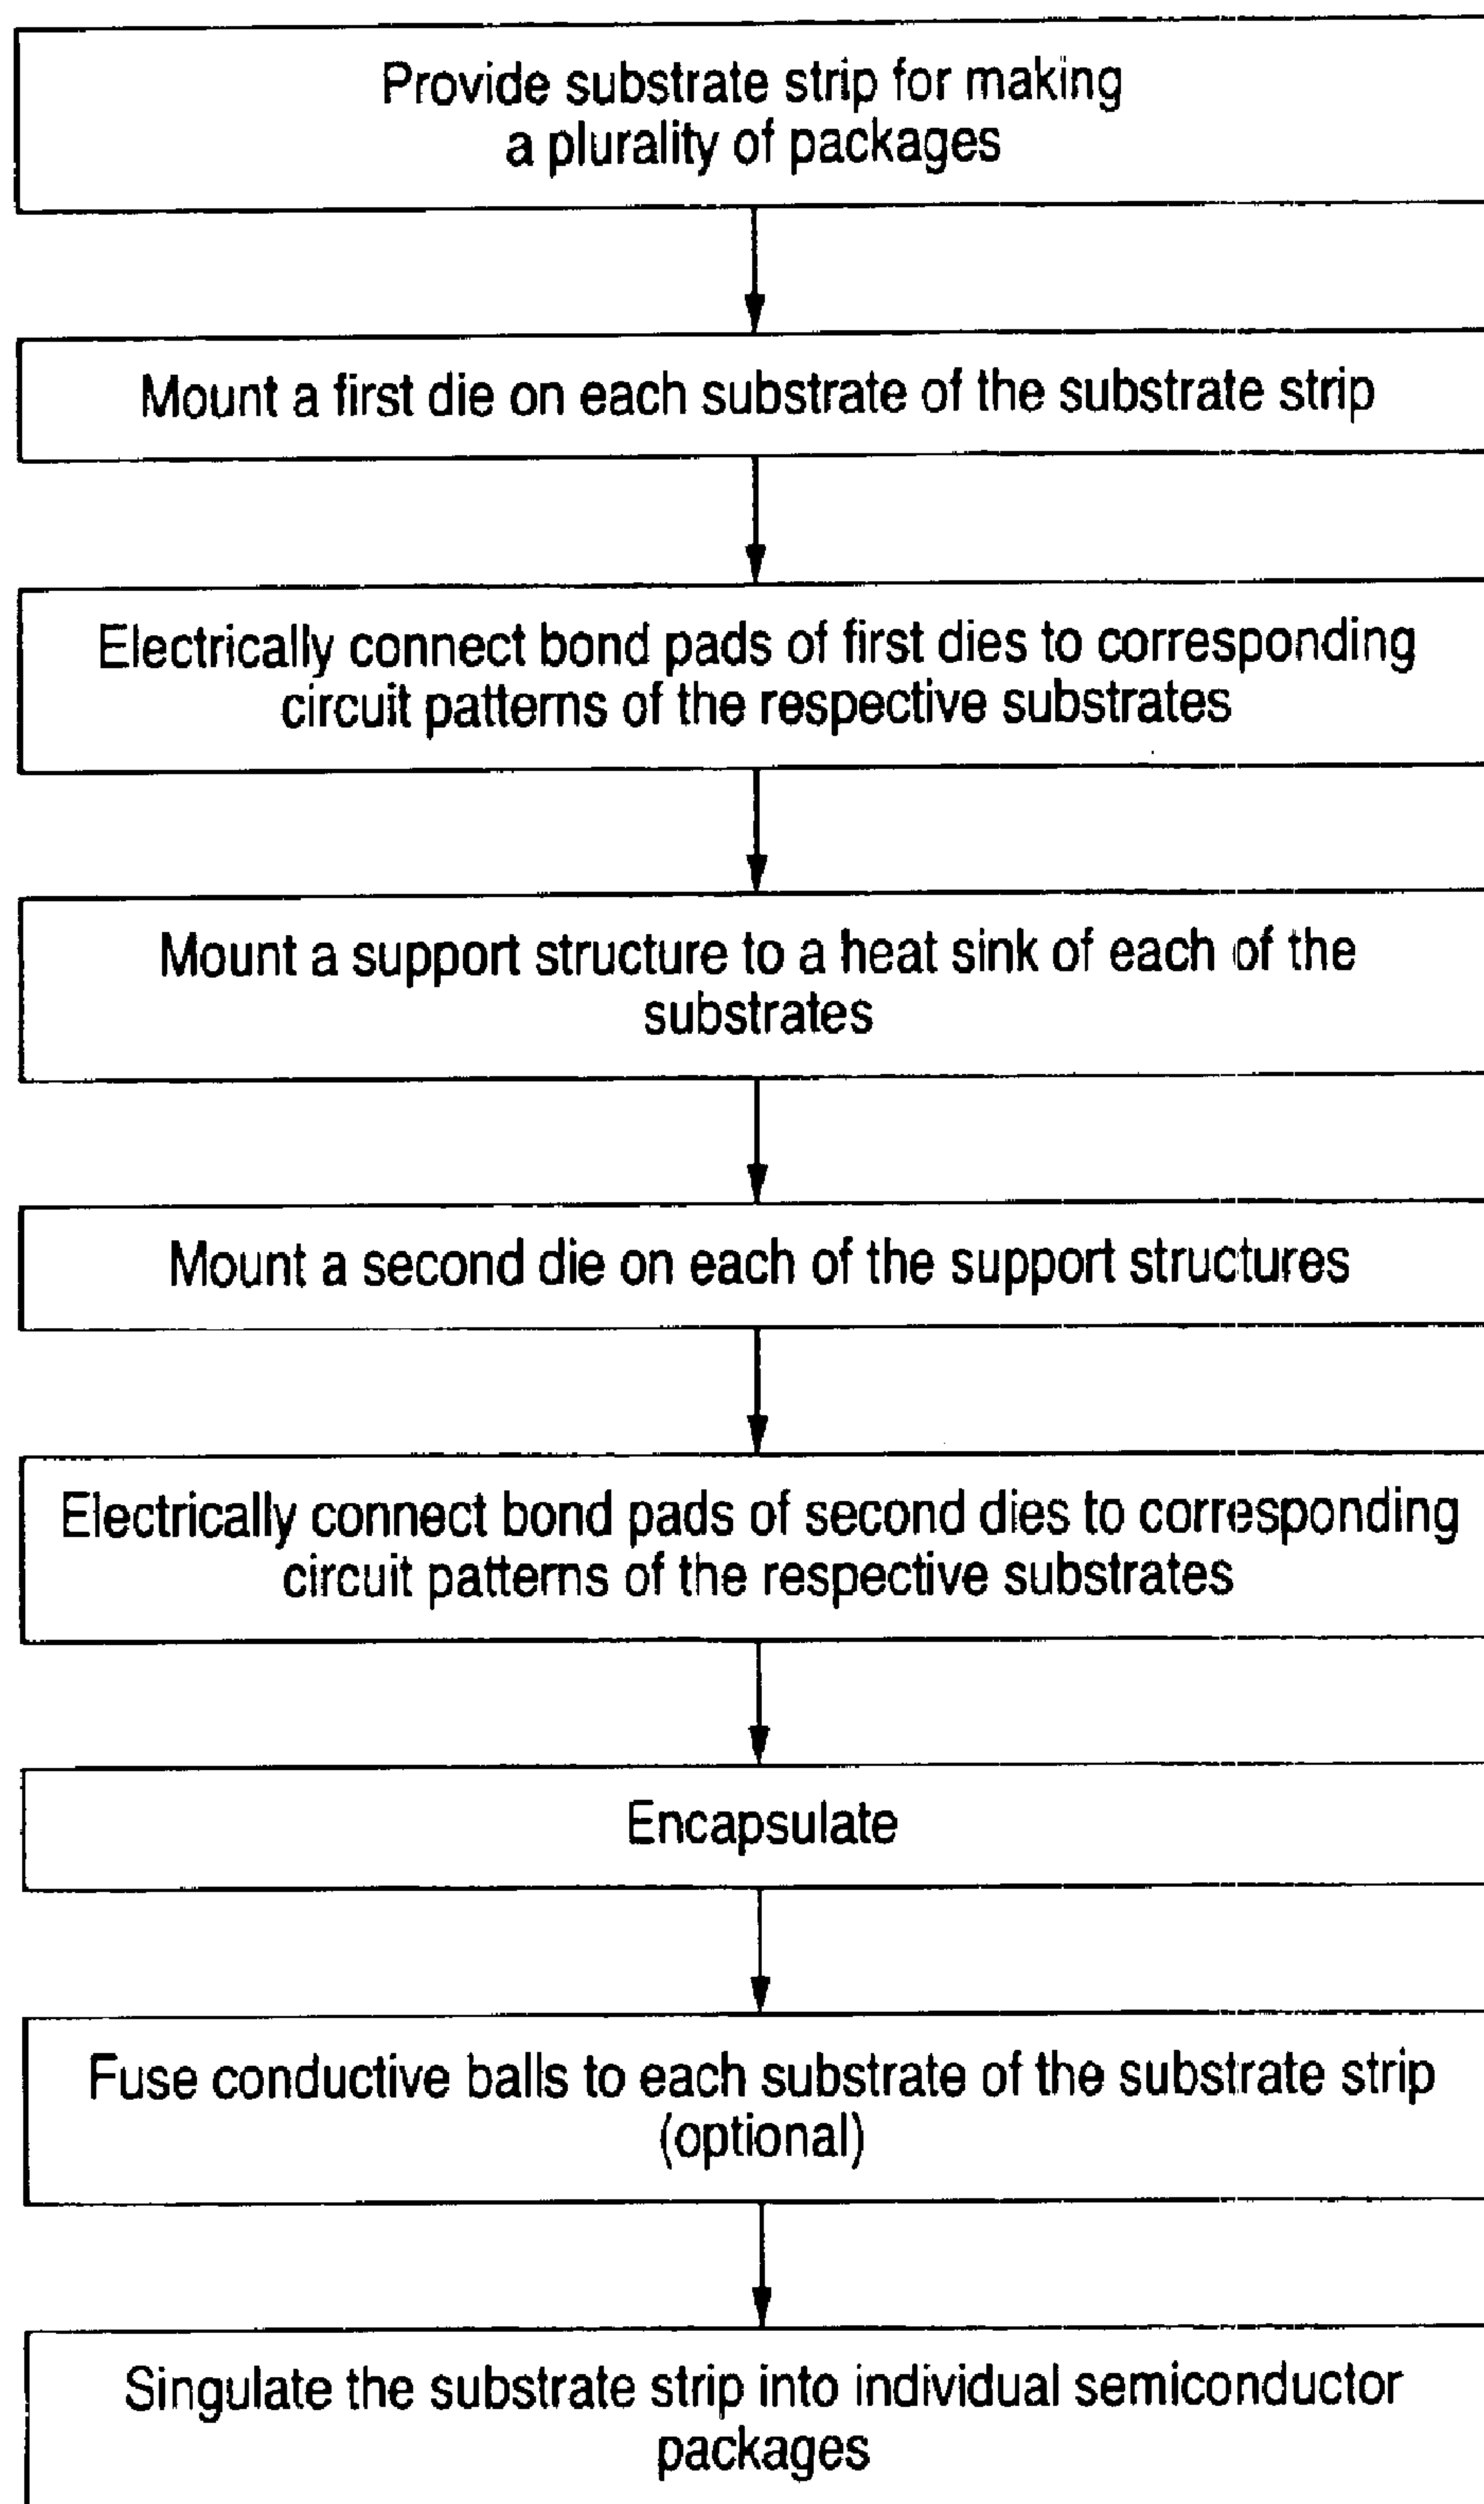 Provide substrate strip for making
a plurality of packages
Mount a first die on each substrate of the substrate strip
Electrically connect bond pads of first dies to corresponding
circuit patterns of the respective substrates
Mount a support structure to a heat sink of each of the
substrates
Mount a second die on each of the support structures
Electrically connect bond pads of second dies to corresponding
circuit patterns of the respective substrates
Encapsulate
Fuse conductive balls to each substrate of the substrate strip
(optional)
Singulate the substrate strip into individual semiconductor
packages